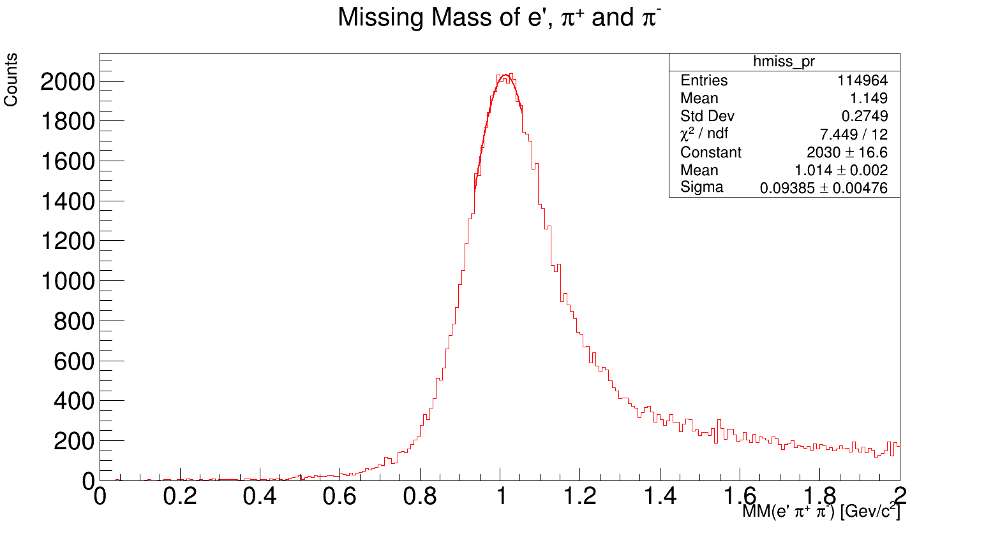 Missing Mass of e', π⁺ and π⁻
Counts
hmiss_pr
Entries 114964
Mean 1.149
Std Dev 0.2749
χ² / ndf 7.449 / 12
Constant 2030 ± 16.6
Mean 1.014 ± 0.002
Sigma 0.09385 ± 0.00476
2000
1800
1600
1400
1200
1000
800
600
400
200
0
0 0.2 0.4 0.6 0.8 1 1.2 1.4 1.6 1.8 2
MM(e' π⁺ π⁻) [Gev/c²]